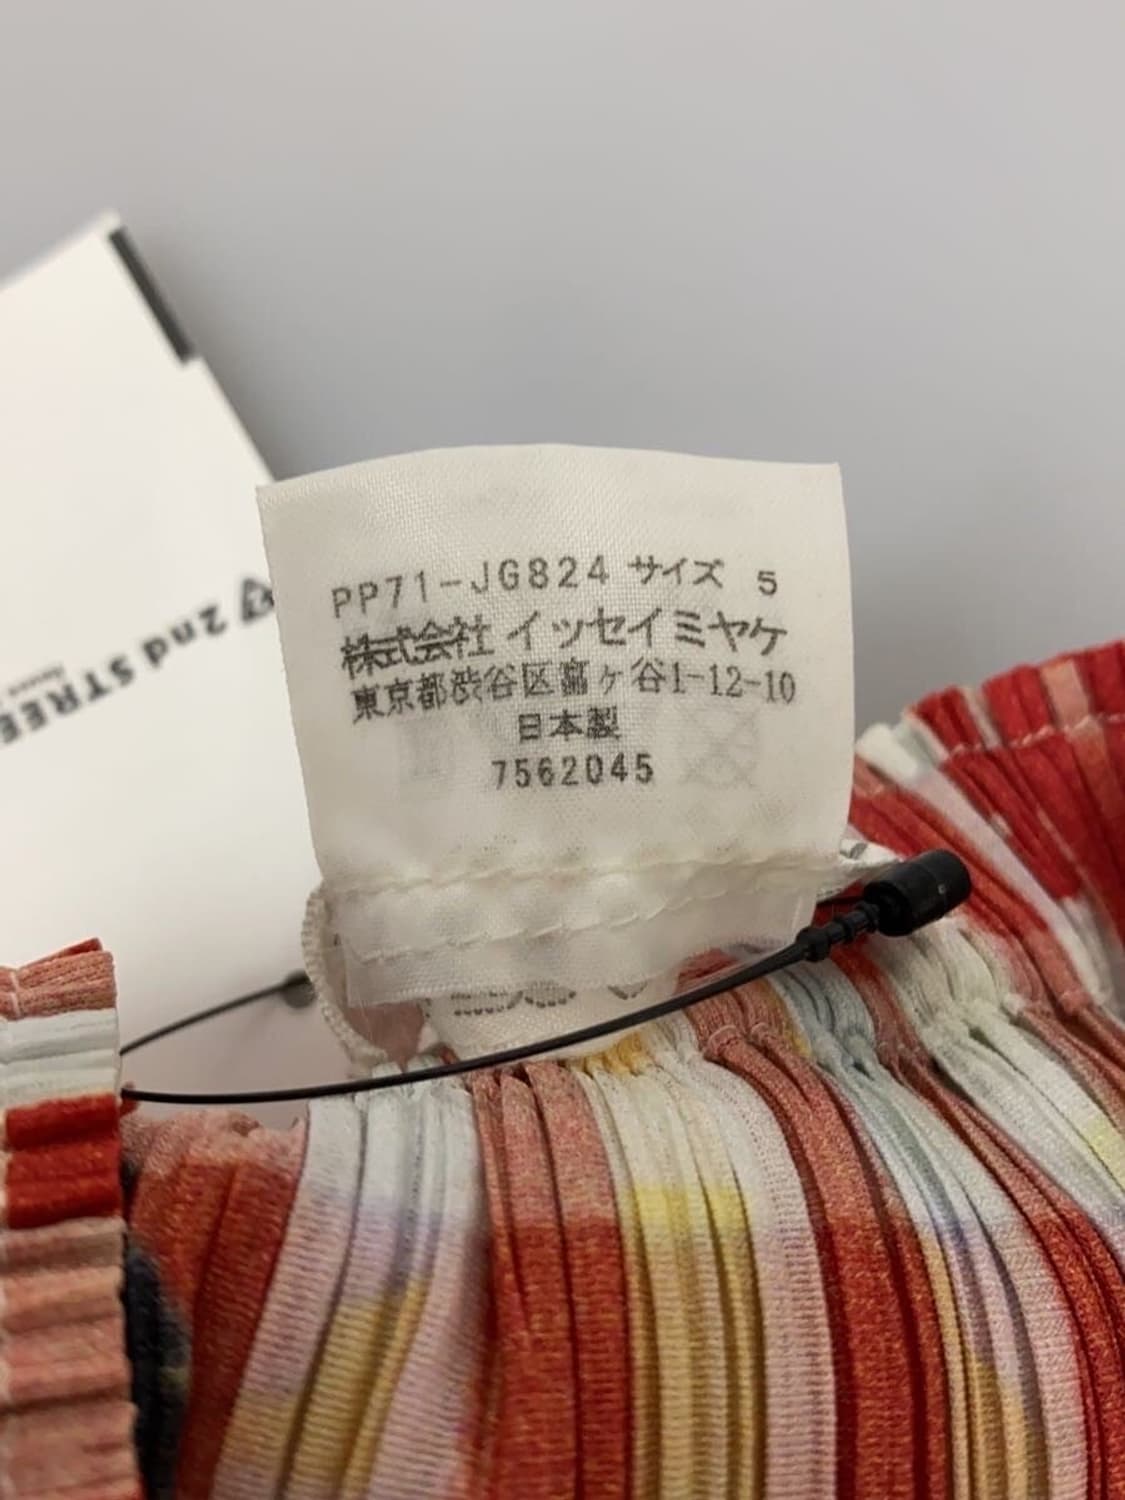 PP71-JG824 サイズ 5
株式会社 イッセイミヤケ
東京都渋谷区富ヶ谷1-12-10
日本製
7562045
2nd STREE